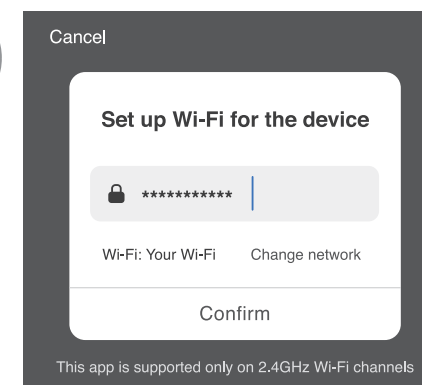 Cancel
Set up Wi-Fi for the device
***********
Wi-Fi: Your Wi-Fi Change network
Confirm
This app is supported only on 2.4GHz Wi-Fi channels